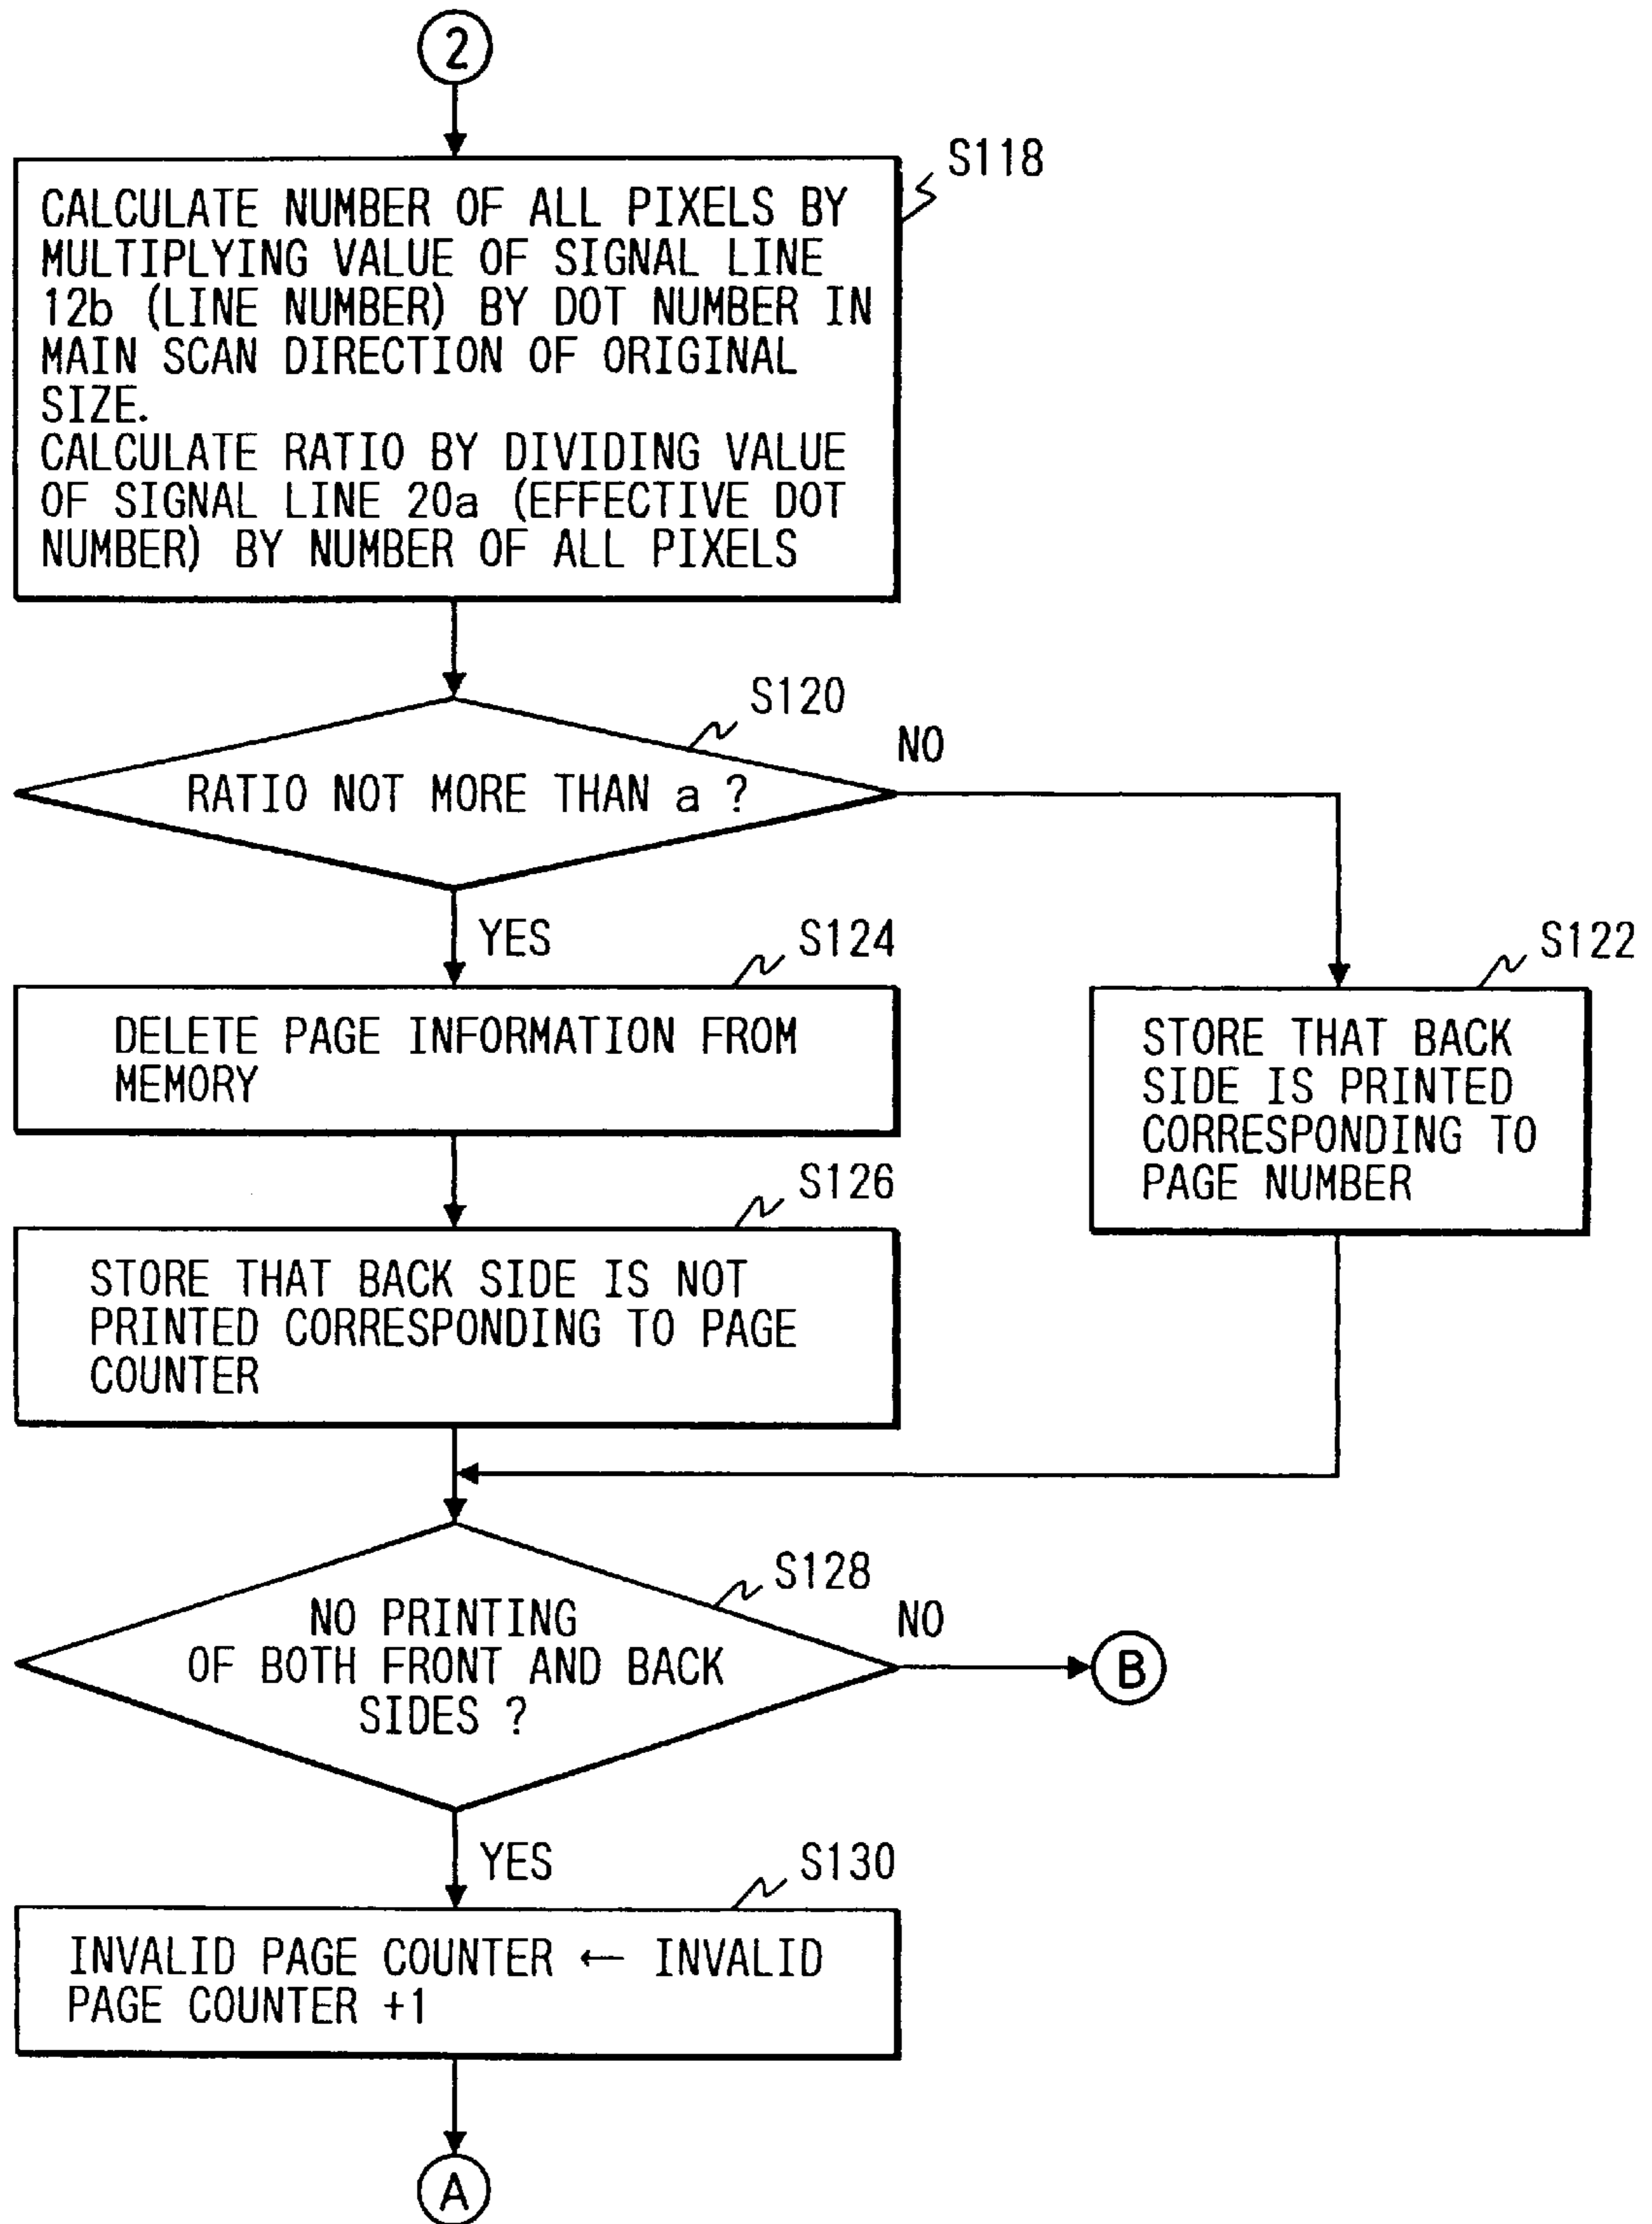 2
S118
CALCULATE NUMBER OF ALL PIXELS BY
MULTIPLYING VALUE OF SIGNAL LINE
12b (LINE NUMBER) BY DOT NUMBER IN
MAIN SCAN DIRECTION OF ORIGINAL
SIZE.
CALCULATE RATIO BY DIVIDING VALUE
OF SIGNAL LINE 20a (EFFECTIVE DOT
NUMBER) BY NUMBER OF ALL PIXELS
S120
NO
RATIO NOT MORE THAN a ?
YES
S124
S122
DELETE PAGE INFORMATION FROM
MEMORY
STORE THAT BACK
SIDE IS PRINTED
CORRESPONDING TO
PAGE NUMBER
S126
STORE THAT BACK SIDE IS NOT
PRINTED CORRESPONDING TO PAGE
COUNTER
S128
NO
NO PRINTING
OF BOTH FRONT AND BACK
SIDES ?
B
YES
S130
INVALID PAGE COUNTER ← INVALID
PAGE COUNTER +1
A